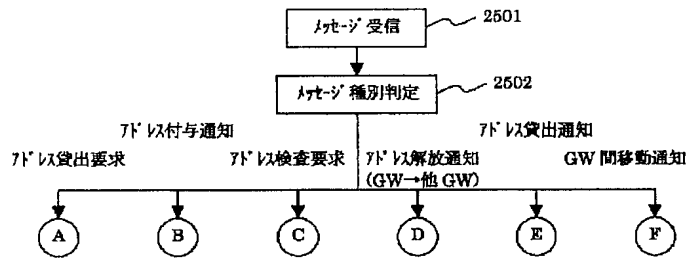 ﾒｯｾｰｼﾞ受信
2501
ﾒｯｾｰｼﾞ種別判定
2502
ｱﾄﾞﾚｽ付与通知
ｱﾄﾞﾚｽ貸出通知
ｱﾄﾞﾚｽ貸出要求
ｱﾄﾞﾚｽ検査要求
ｱﾄﾞﾚｽ解放通知
(GW→他GW)
GW間移動通知
A
B
C
D
E
F